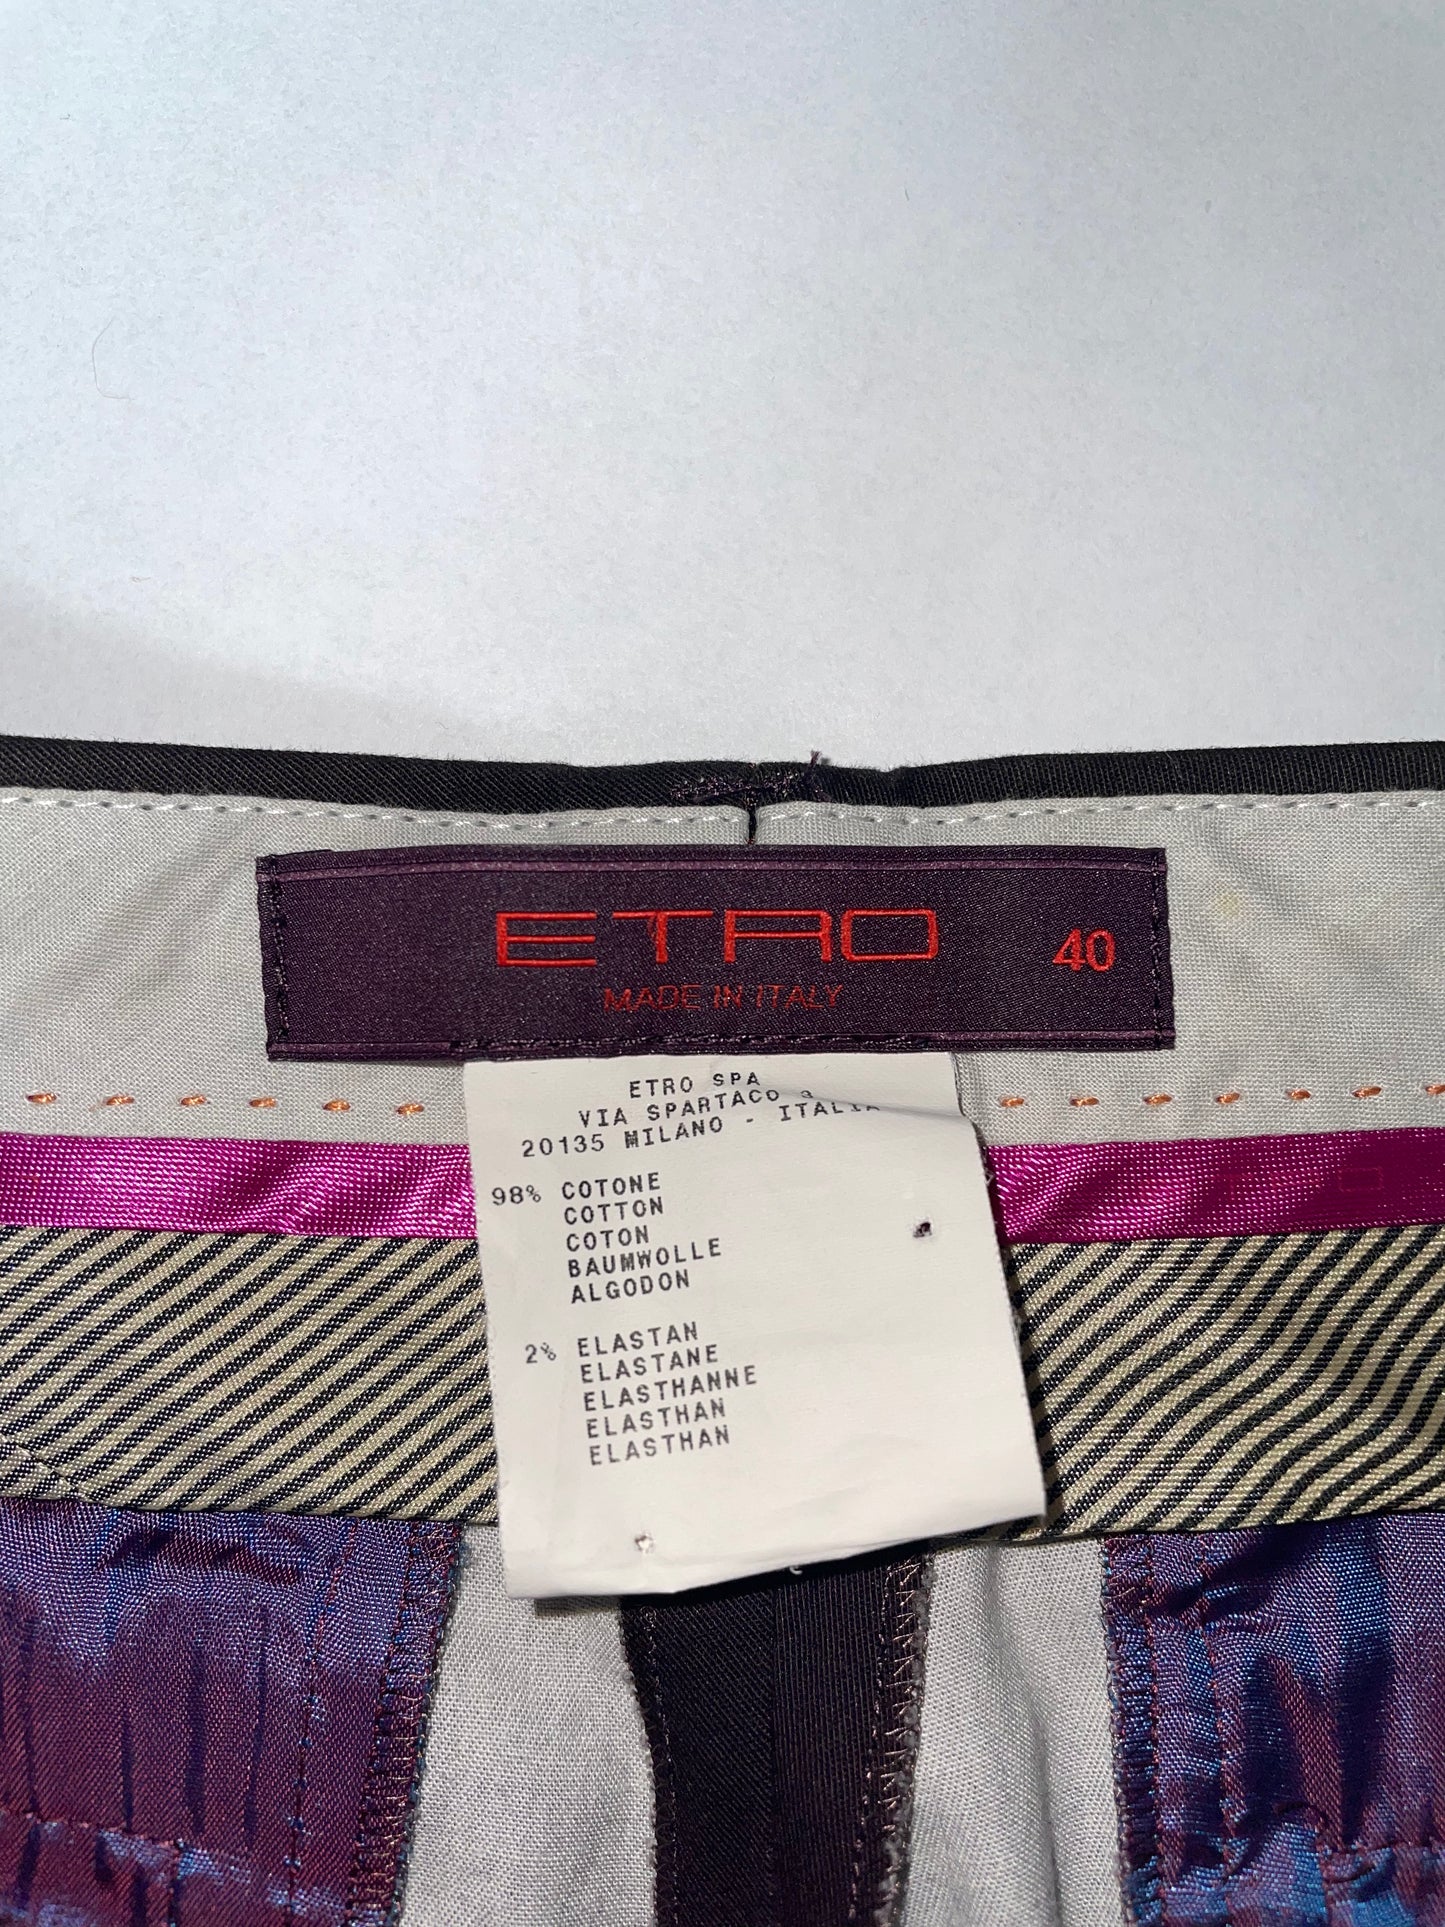 ETRO 40
MADE IN ITALY
ETRO SPA
VIA SPARTACO 3
20135 MILANO - ITALIA
98% COTONE
COTTON
COTON
BAUMWOLLE
ALGODON
2% ELASTAN
ELASTANE
ELASTHANNE
ELASTHAN
ELASTHAN